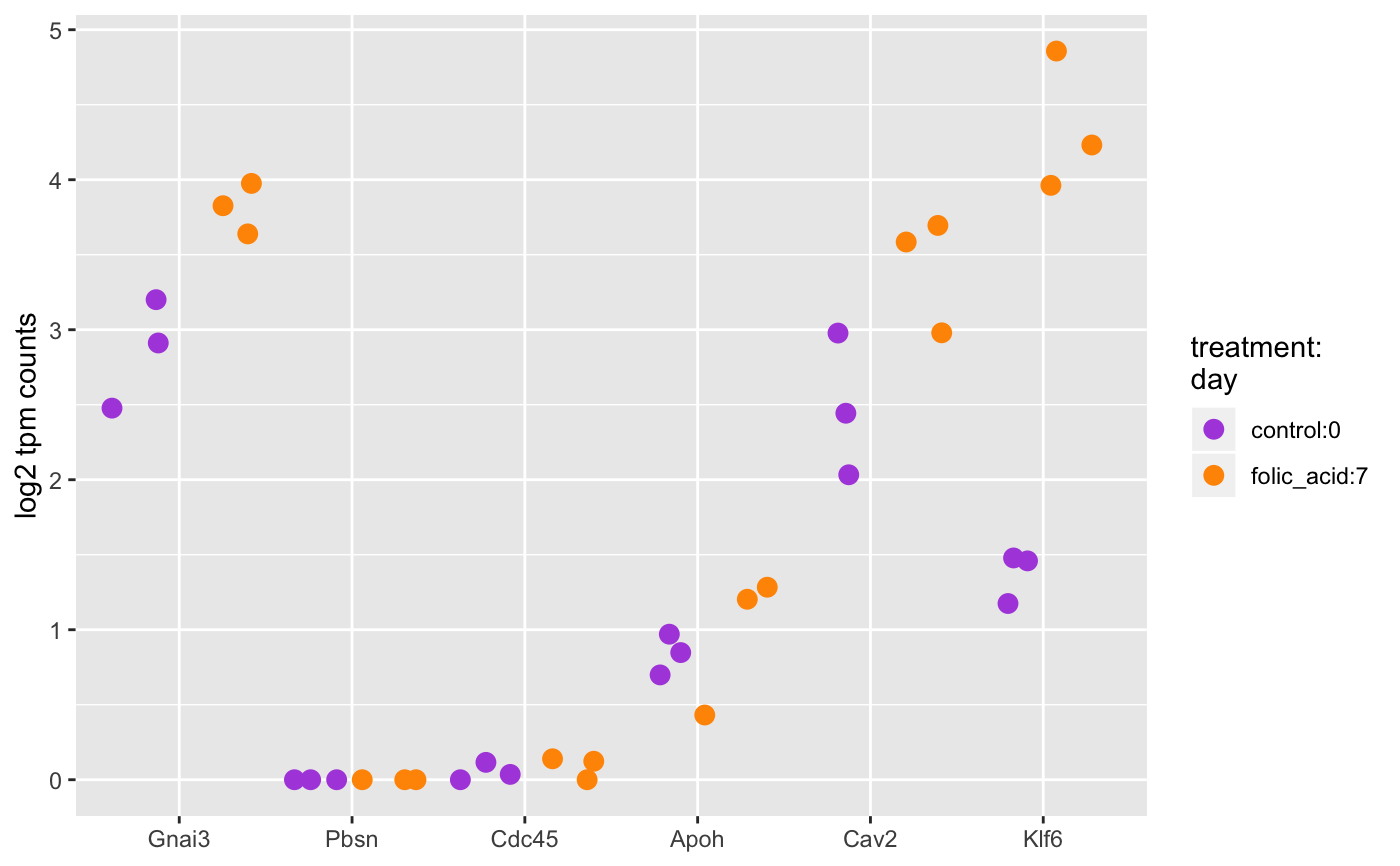 5
4
3
2
1
0
log2 tpm counts
Gnai3 Pbsn Cdc45 Apoh Cav2 Klf6
treatment:
day
control:0
folic_acid:7